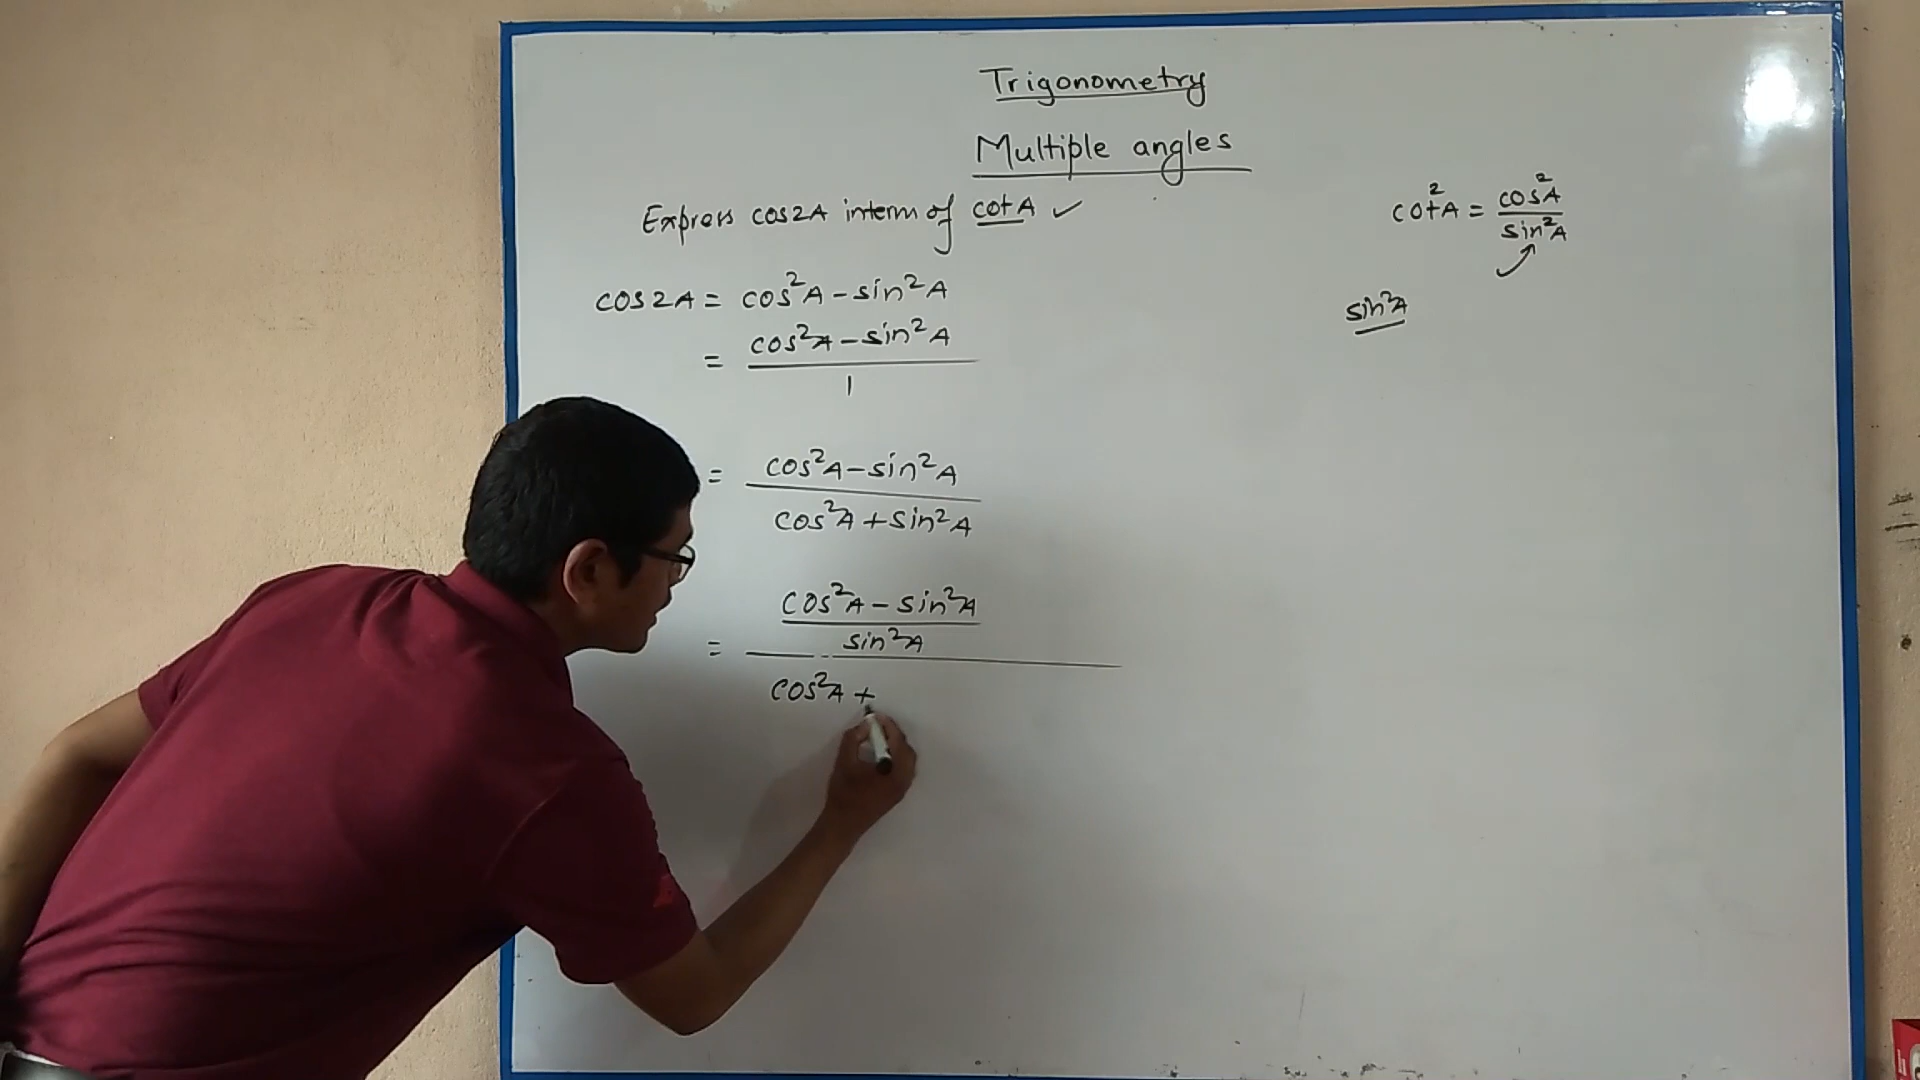 Trigonometry
Multiple angles
Express cos2A interm of cotA ✓
cos2A = cos²A - sin²A
= cos²A - sin²A
1
= cos²A - sin²A
cos²A + sin²A
= cos²A - sin²A
sin²A
cos²A +
cot²A = cos²A
sin²A
sin²A